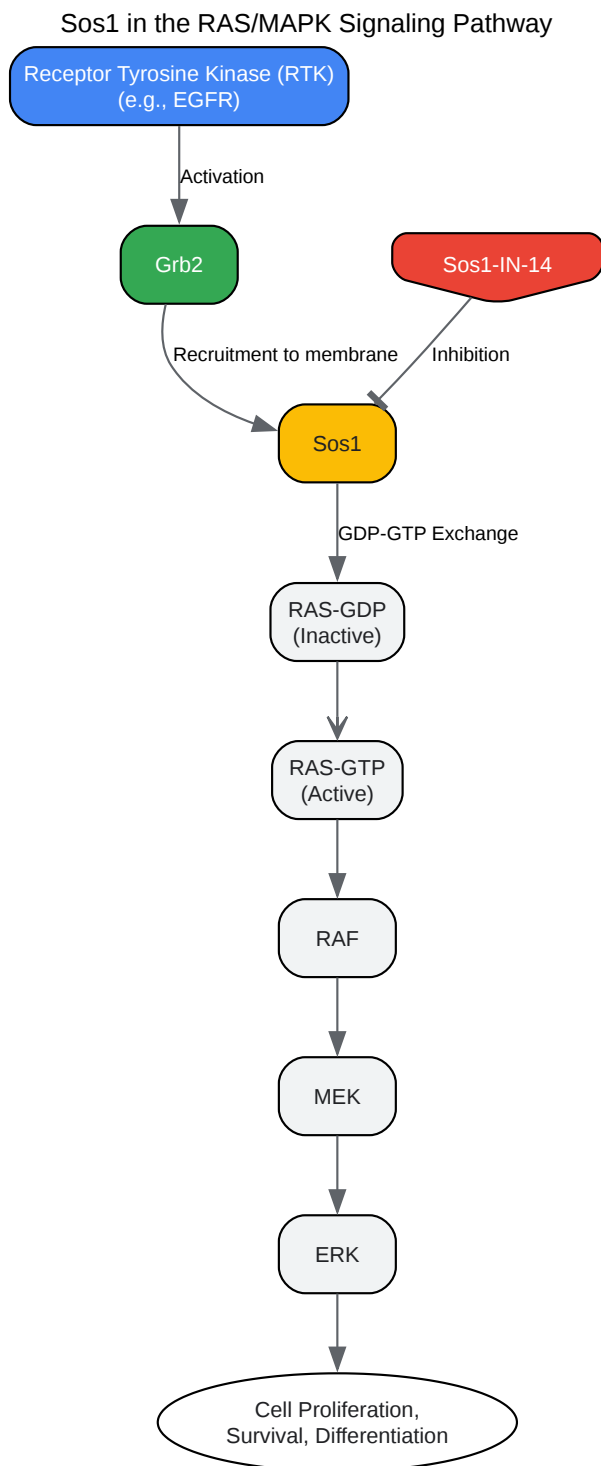 Sos1 in the RAS/MAPK Signaling Pathway
Receptor Tyrosine Kinase (RTK)
(e.g., EGFR)
Activation
Grb2
Sos1-IN-14
Recruitment to membrane
Inhibition
Sos1
GDP-GTP Exchange
RAS-GDP
(Inactive)
RAS-GTP
(Active)
RAF
MEK
ERK
Cell Proliferation,
Survival, Differentiation